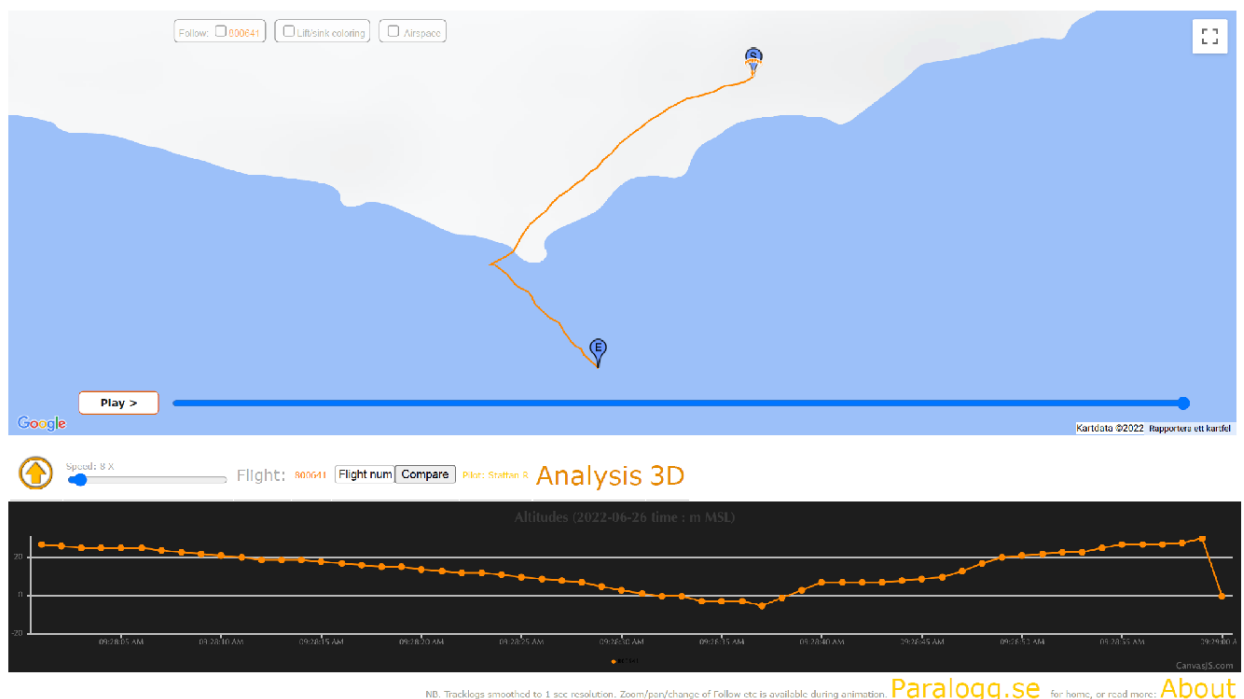 Follow: 800641 Lift/sink coloring Airspace
S
E
Play >
Google
Kartdata ©2022 Rapportera ett kartfel
Speed: 8 X
Flight: 800641 Flight num Compare Pilot: Staffan R Analysis 3D
Altitudes (2022-06-26 time : m MSL)
20
0
-20
09:28:05 AM 09:28:10 AM 09:28:15 AM 09:28:20 AM 09:28:25 AM 09:28:30 AM 09:28:35 AM 09:28:40 AM 09:28:45 AM 09:28:50 AM 09:28:55 AM 09:29:00 A
CanvasJS.com
NB. Tracklogs smoothed to 1 sec resolution. Zoom/pan/change of Follow etc is available during animation. Paralogg.se for home, or read more: About